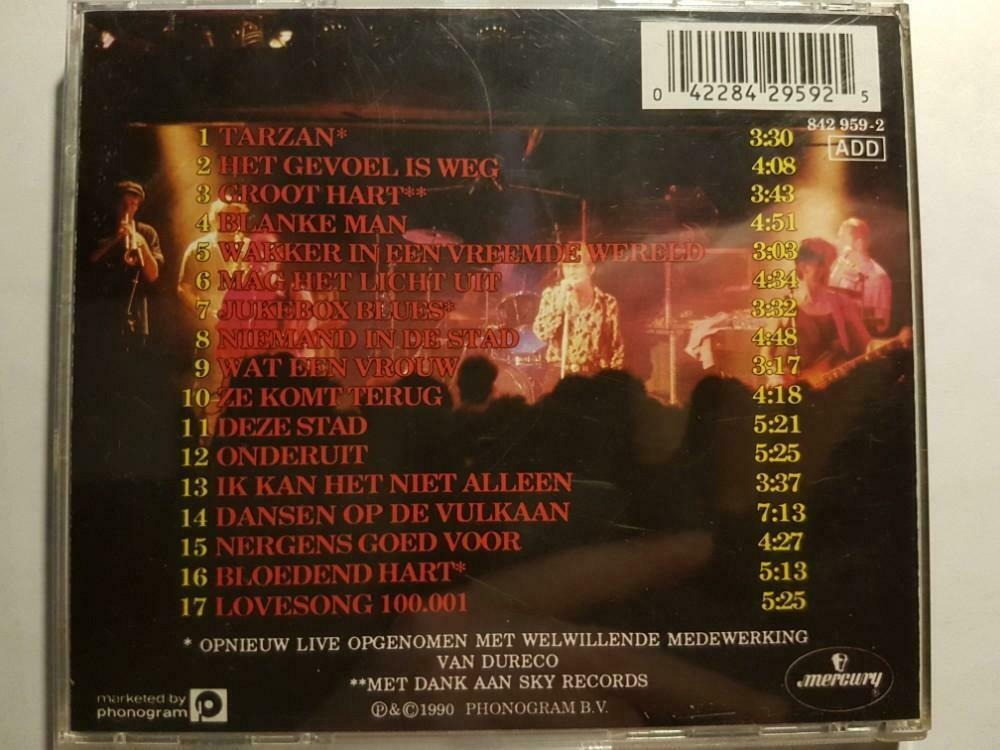 0 42284 29592 5
842 959-2
ADD
1 TARZAN* 3:30
2 HET GEVOEL IS WEG 4:08
3 GROOT HART** 3:43
4 BLANKE MAN 4:51
5 WAKKER IN EEN VREEMDE WERELD 3:03
6 MAG HET LICHT UIT 4:34
7 JUKEBOX BLUES* 3:32
8 NIEMAND IN DE STAD 4:48
9 WAT EEN VROUW 3:17
10 ZE KOMT TERUG 4:18
11 DEZE STAD 5:21
12 ONDERUIT 5:25
13 IK KAN HET NIET ALLEEN 3:37
14 DANSEN OP DE VULKAAN 7:13
15 NERGENS GOED VOOR 4:27
16 BLOEDEND HART* 5:13
17 LOVESONG 100.001 5:25
* OPNIEUW LIVE OPGENOMEN MET WELWILLENDE MEDEWERKING
VAN DURECO
**MET DANK AAN SKY RECORDS
℗&©1990 PHONOGRAM B.V.
marketed by
phonogram
mercury